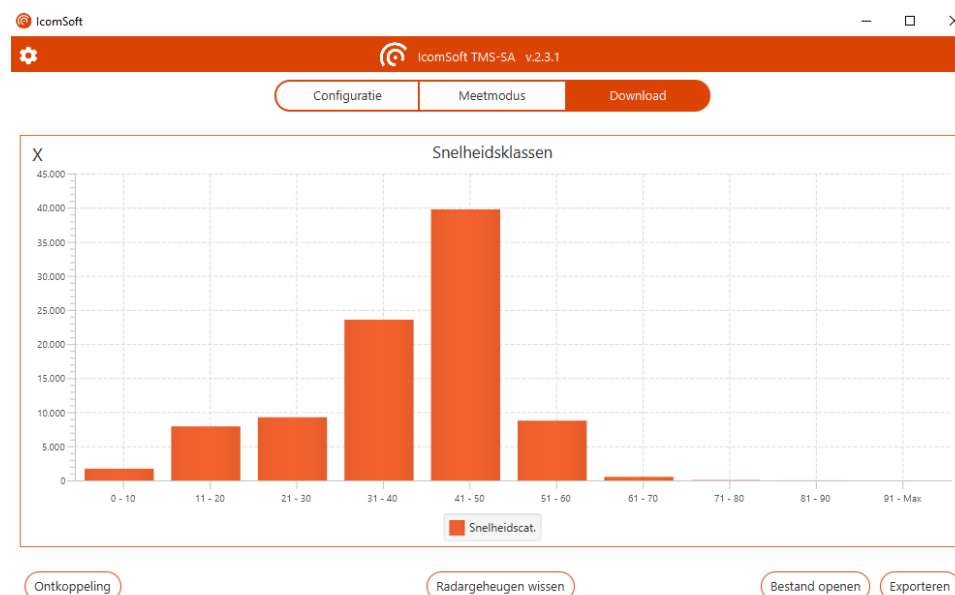 IcomSoft
IcomSoft TMS-SA v.2.3.1
Configuratie Meetmodus Download
X Snelheidsklassen
45.000
40.000
35.000
30.000
25.000
20.000
15.000
10.000
5.000
0
0 - 10 11 - 20 21 - 30 31 - 40 41 - 50 51 - 60 61 - 70 71 - 80 81 - 90 91 - Max
Snelheidscat.
Ontkoppeling Radargeheugen wissen Bestand openen Exporteren